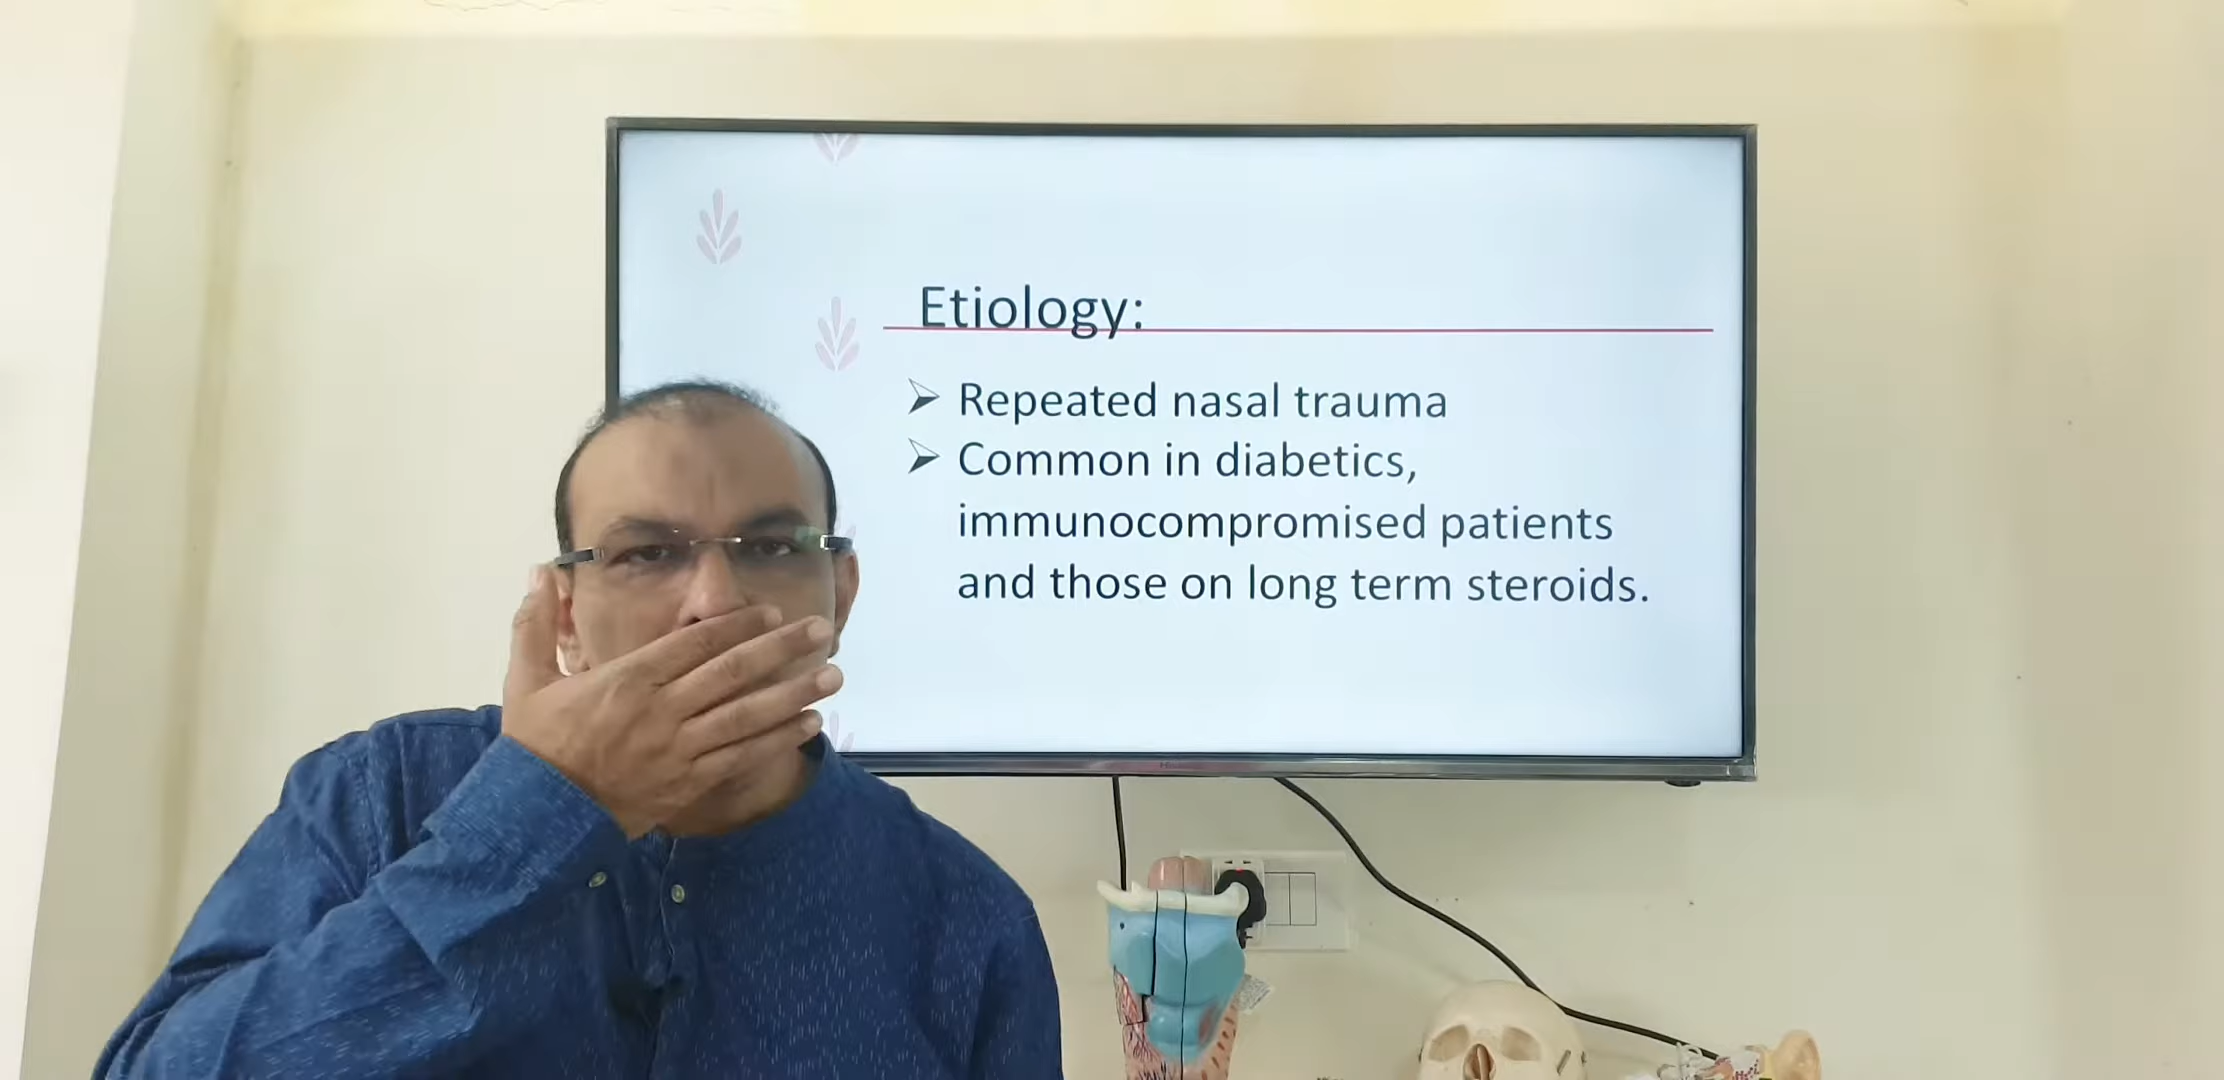 Etiology:
Repeated nasal trauma
Common in diabetics,
immunocompromised patients
and those on long term steroids.